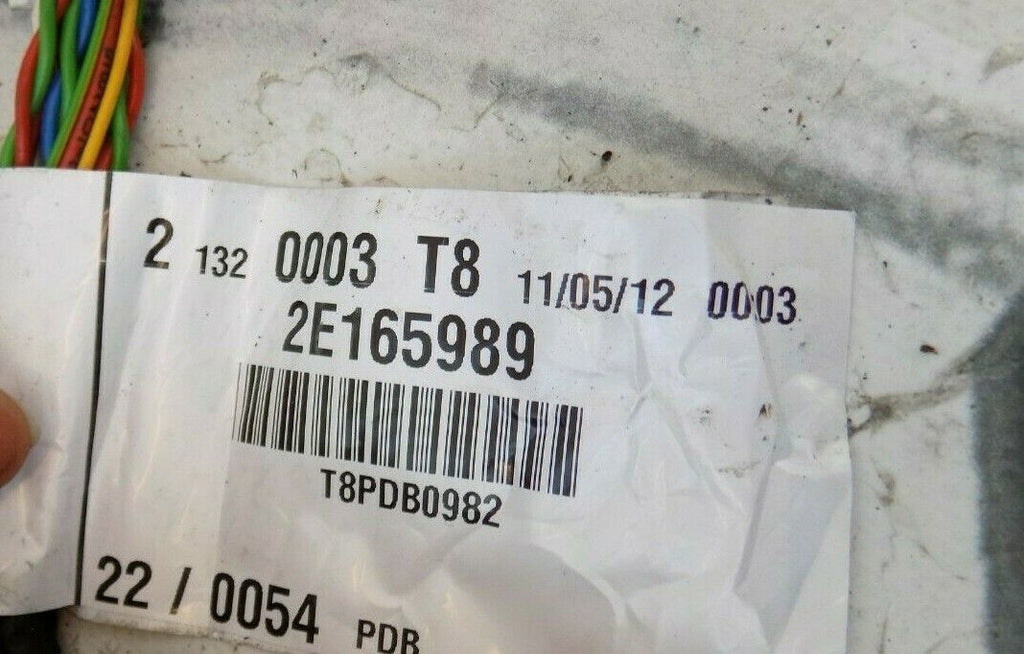 2 132 0003 T8 11/05/12 0003
2E165989
T8PDB0982
22 / 0054 PDB